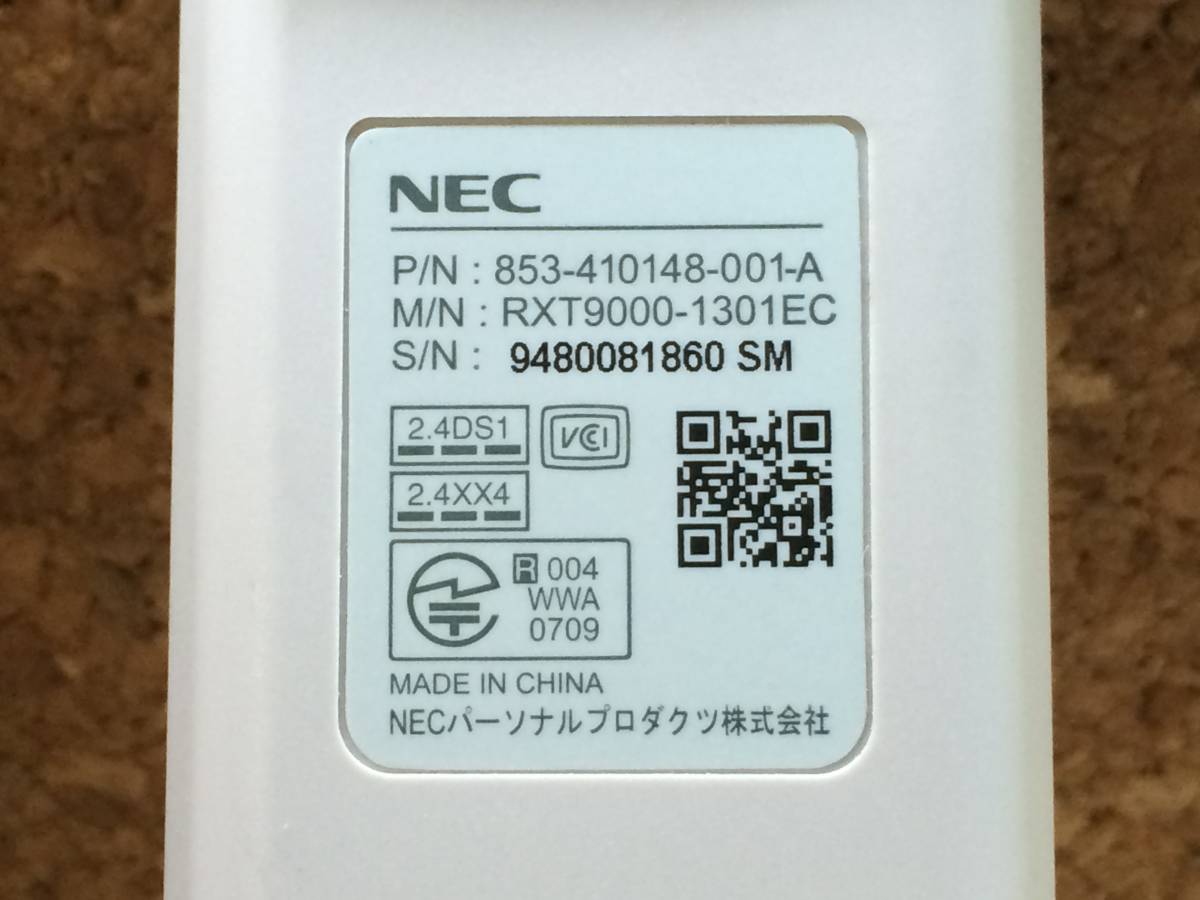 NEC
P/N : 853-410148-001-A
M/N : RXT9000-1301EC
S/N : 9480081860 SM
2.4DS1
VCCI
2.4XX4
R 004
WWA
0709
MADE IN CHINA
NECパーソナルプロダクツ株式会社